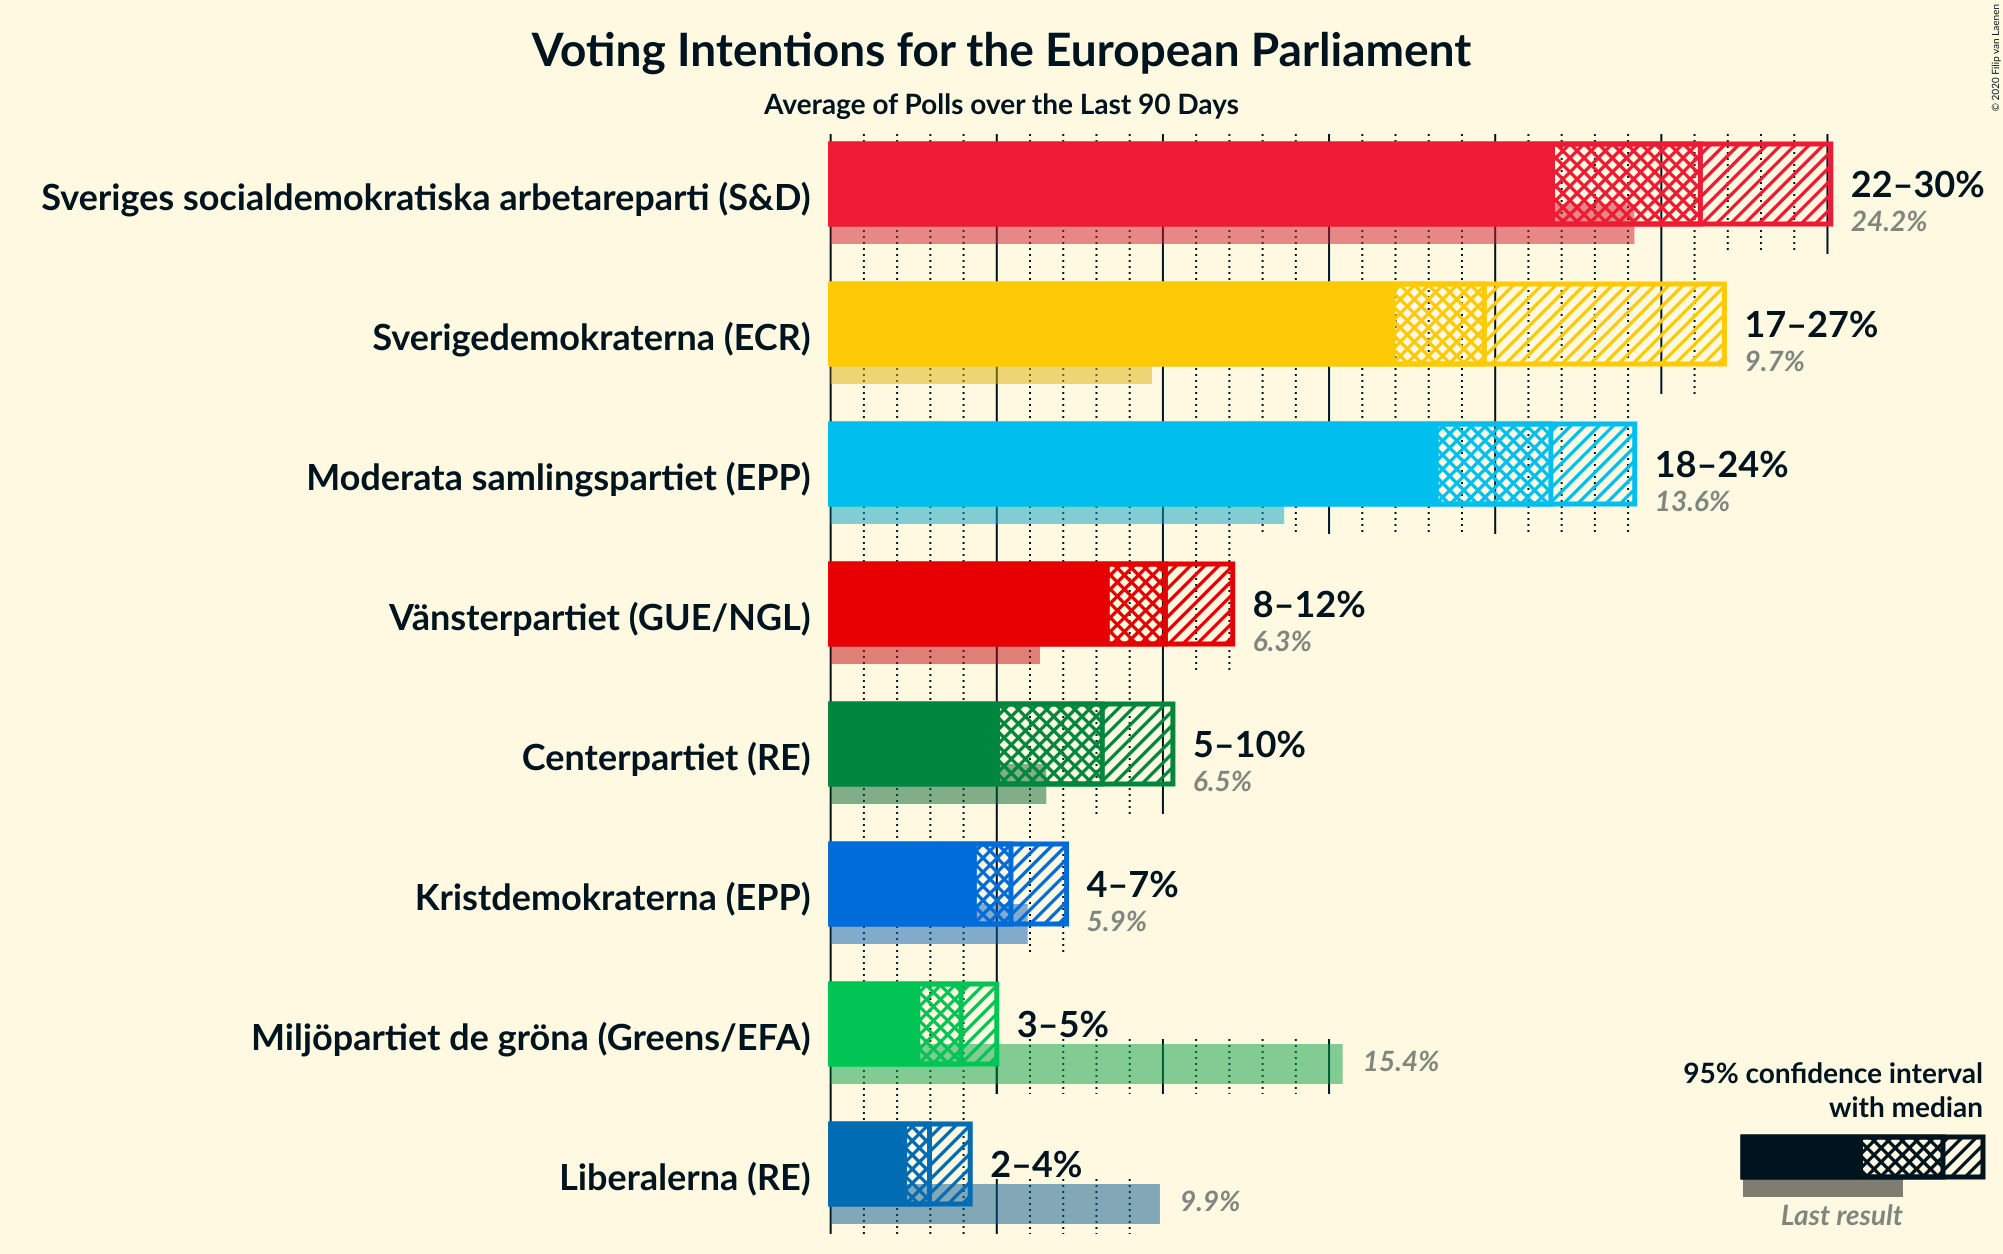 © 2020 Filip van Laenen
Voting Intentions for the European Parliament
Average of Polls over the Last 90 Days
Sveriges socialdemokratiska arbetareparti (S&D)
22–30%
24.2%
Sverigedemokraterna (ECR)
17–27%
9.7%
Moderata samlingspartiet (EPP)
18–24%
13.6%
Vänsterpartiet (GUE/NGL)
8–12%
6.3%
Centerpartiet (RE)
5–10%
6.5%
Kristdemokraterna (EPP)
4–7%
5.9%
Miljöpartiet de gröna (Greens/EFA)
3–5%
15.4%
Liberalerna (RE)
2–4%
9.9%
95% confidence interval
with median
Last result